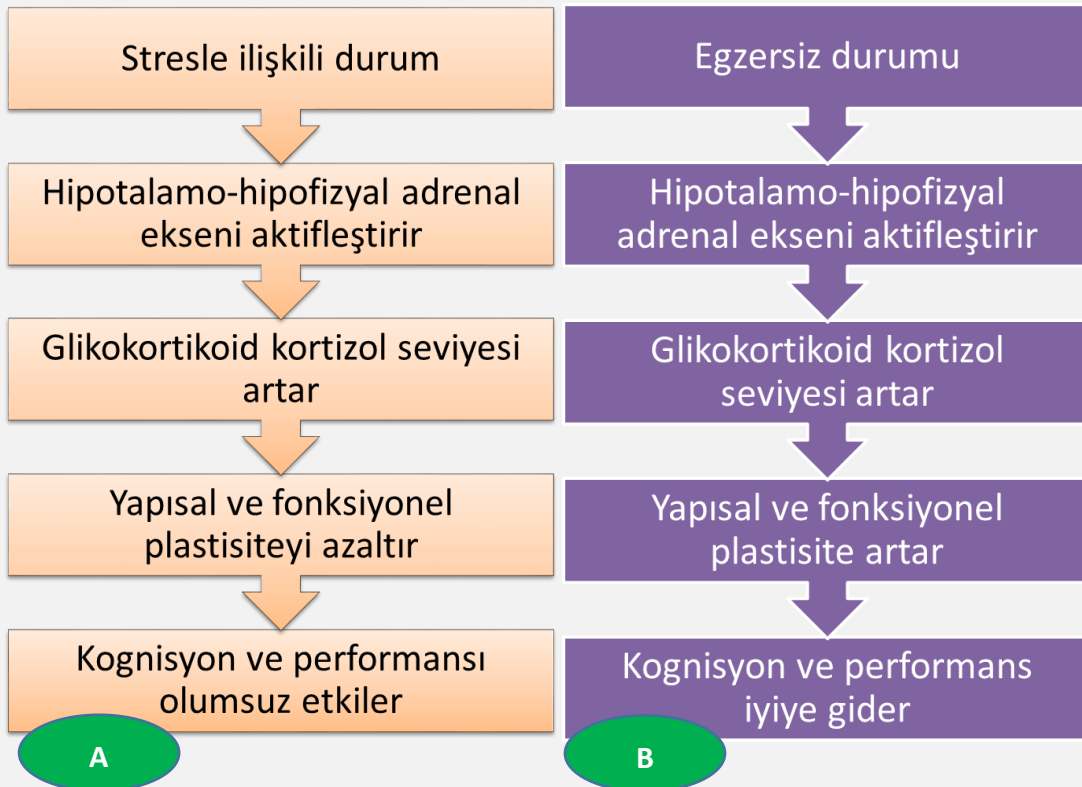 Stresle ilişkili durum
Hipotalamo-hipofizyal adrenal
ekseni aktifleştirir
Glikokortikoid kortizol seviyesi
artar
Yapısal ve fonksiyonel
plastisiteyi azaltır
Kognisyon ve performansı
olumsuz etkiler
A
Egzersiz durumu
Hipotalamo-hipofizyal
adrenal ekseni aktifleştirir
Glikokortikoid kortizol
seviyesi artar
Yapısal ve fonksiyonel
plastisite artar
Kognisyon ve performans
iyiye gider
B